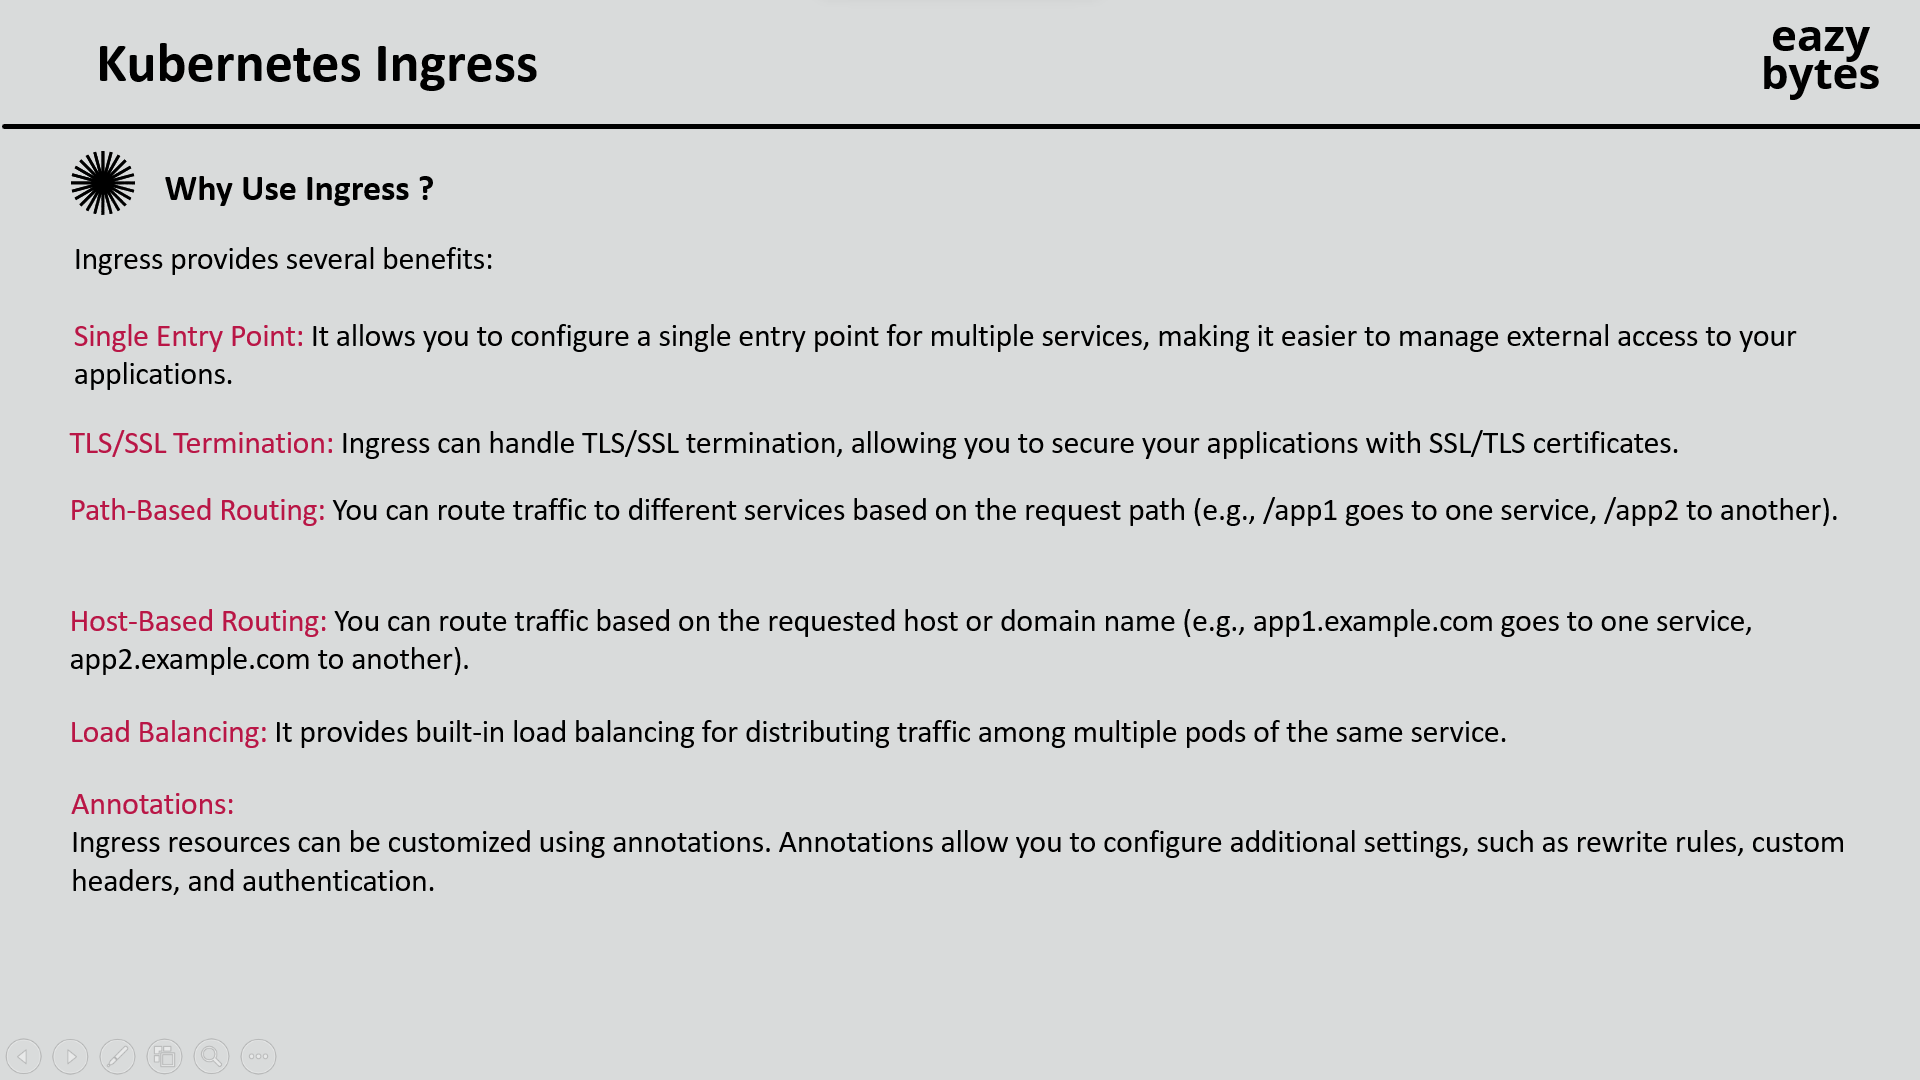 Kubernetes Ingress
eazy
bytes
Why Use Ingress ?
Ingress provides several benefits:
Single Entry Point: It allows you to configure a single entry point for multiple services, making it easier to manage external access to your
applications.
TLS/SSL Termination: Ingress can handle TLS/SSL termination, allowing you to secure your applications with SSL/TLS certificates.
Path-Based Routing: You can route traffic to different services based on the request path (e.g., /app1 goes to one service, /app2 to another).
Host-Based Routing: You can route traffic based on the requested host or domain name (e.g., app1.example.com goes to one service,
app2.example.com to another).
Load Balancing: It provides built-in load balancing for distributing traffic among multiple pods of the same service.
Annotations:
Ingress resources can be customized using annotations. Annotations allow you to configure additional settings, such as rewrite rules, custom
headers, and authentication.